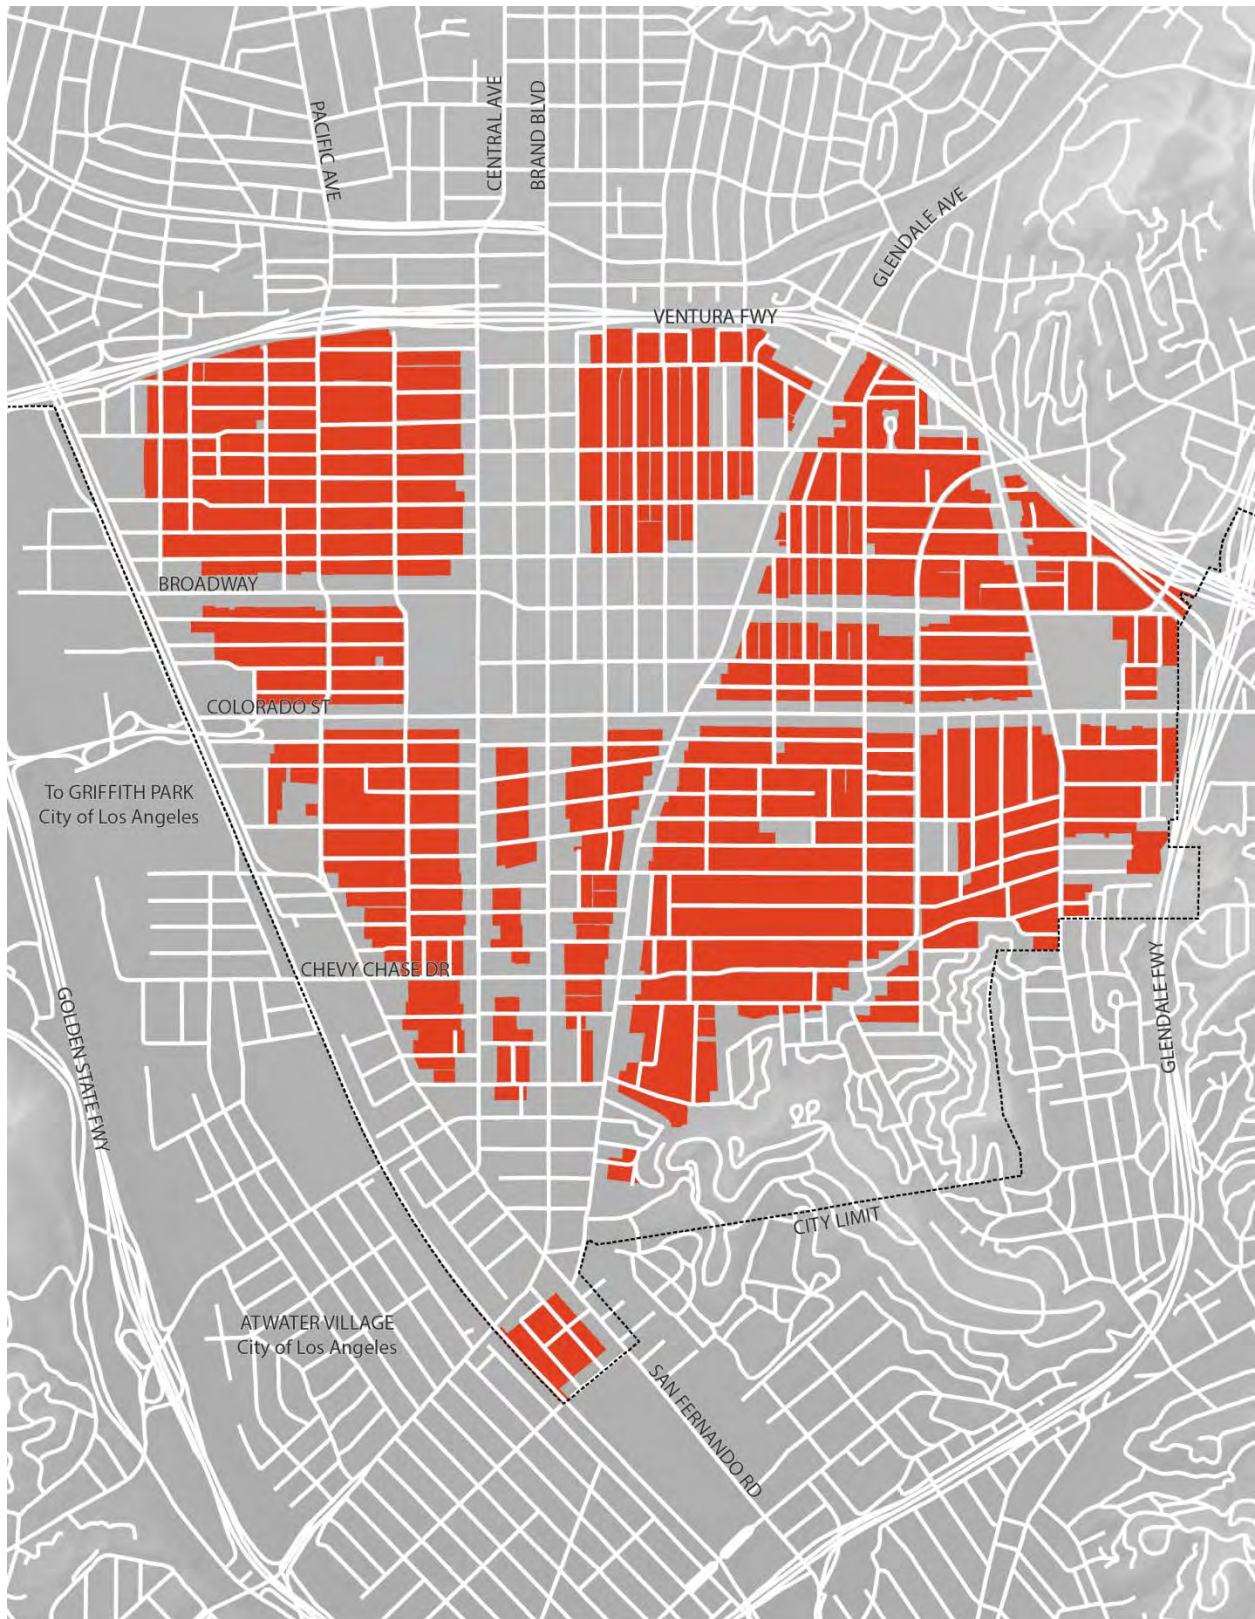 PACIFIC AVE
CENTRAL AVE
BRAND BLVD
GLENDALE AVE
VENTURA FWY
BROADWAY
COLORADO ST
To GRIFFITH PARK
City of Los Angeles
CHEVY CHASE DR
GOLDEN STATE FWY
GLENDALE FWY
CITY LIMIT
ATWATER VILLAGE
City of Los Angeles
SAN FERNANDO RD